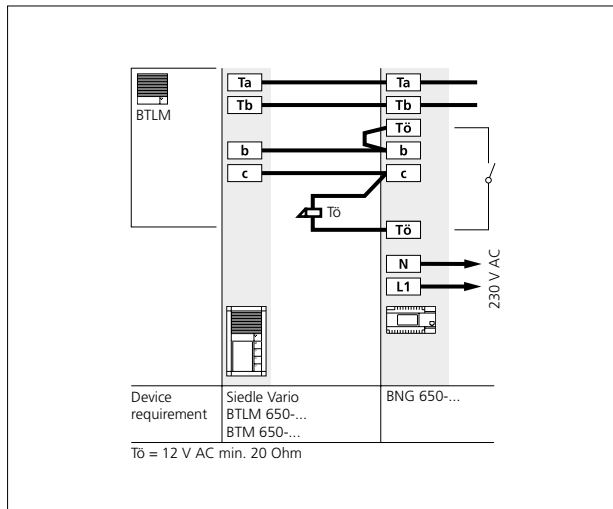 BTLM
Ta Ta
Tb Tb
Tö
b b
c c
Tö
Tö
N
L1
230 V AC
Device requirement
Siedle Vario
BTLM 650-...
BTM 650-...
BNG 650-...
Tö = 12 V AC min. 20 Ohm